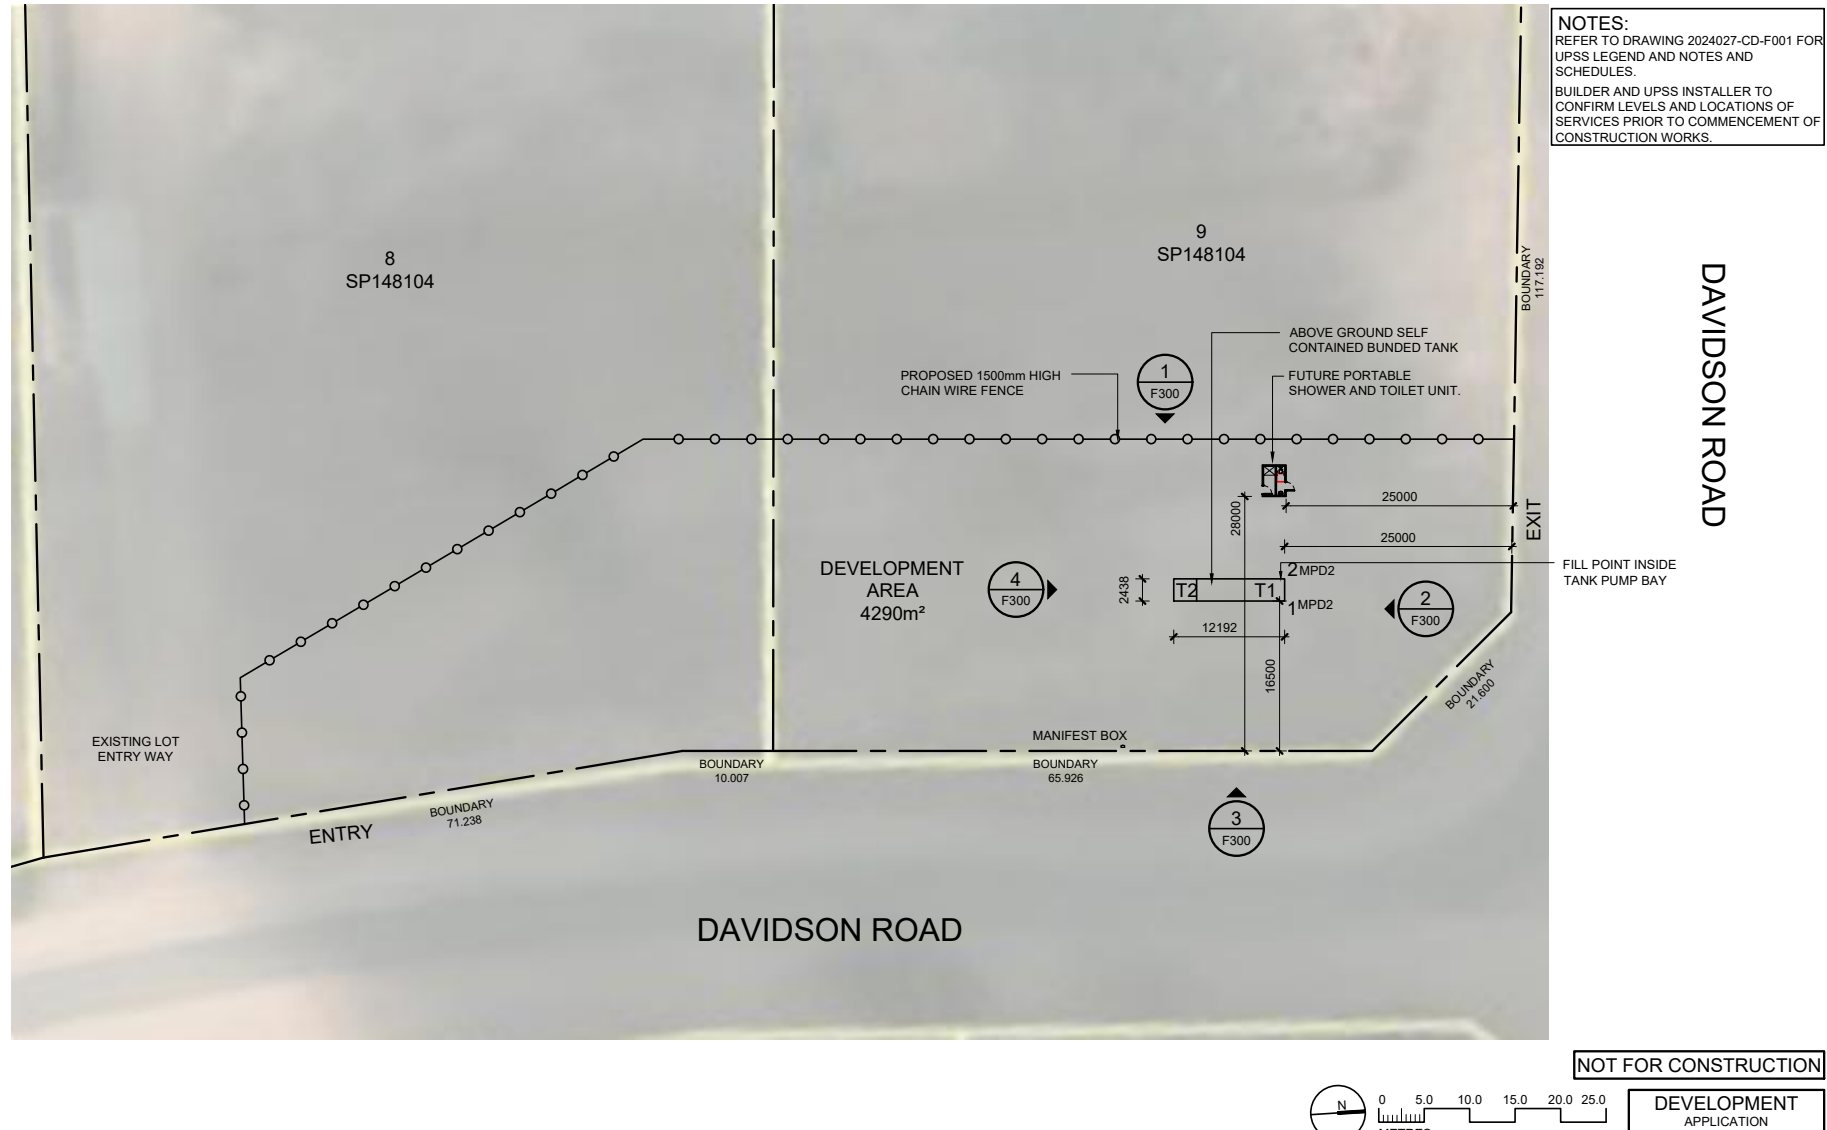 NOTES:
REFER TO DRAWING 2024027-CD-F001 FOR
UPSS LEGEND AND NOTES AND
SCHEDULES.
BUILDER AND UPSS INSTALLER TO
CONFIRM LEVELS AND LOCATIONS OF
SERVICES PRIOR TO COMMENCEMENT OF
CONSTRUCTION WORKS.
8
SP148104
9
SP148104
BOUNDARY
117.192
DAVIDSON ROAD
ABOVE GROUND SELF
CONTAINED BUNDED TANK
PROPOSED 1500mm HIGH
CHAIN WIRE FENCE
1
F300
FUTURE PORTABLE
SHOWER AND TOILET UNIT.
25000
28000
EXIT
25000
FILL POINT INSIDE
TANK PUMP BAY
DEVELOPMENT
AREA
4290m²
4
F300
2438
T2
T1
2 MPD2
1 MPD2
2
F300
12192
16500
BOUNDARY
21.600
EXISTING LOT
ENTRY WAY
MANIFEST BOX
BOUNDARY
10.007
BOUNDARY
65.926
BOUNDARY
71.238
ENTRY
3
F300
DAVIDSON ROAD
NOT FOR CONSTRUCTION
N
0 5.0 10.0 15.0 20.0 25.0
METRES
DEVELOPMENT
APPLICATION